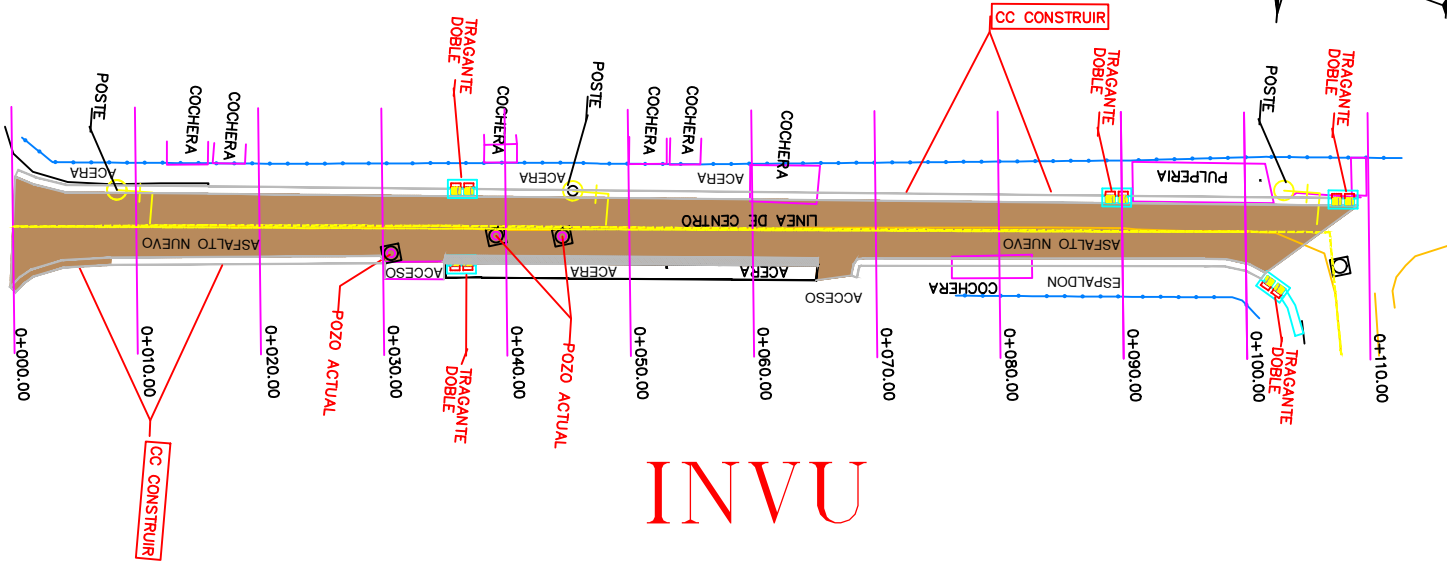 CC CONSTRUIR
TRAGANTE
DOBLE
TRAGANTE
DOBLE
TRAGANTE
DOBLE
POSTE
COCHERA
COCHERA
COCHERA
POSTE
COCHERA
COCHERA
COCHERA
POSTE
ACERA
ACERA
ACERA
PULPERIA
LINEA DE CENTRO
ASFALTO NUEVO
ASFALTO NUEVO
ACCESO
ACERA
ACERA
ACCESO
COCHERA
ESPALDON
0+000.00
0+010.00
0+020.00
0+030.00
0+040.00
0+050.00
0+060.00
0+070.00
0+080.00
0+090.00
0+100.00
0+110.00
POZO ACTUAL
TRAGANTE
DOBLE
POZO ACTUAL
TRAGANTE
DOBLE
CC CONSTRUIR
INVU